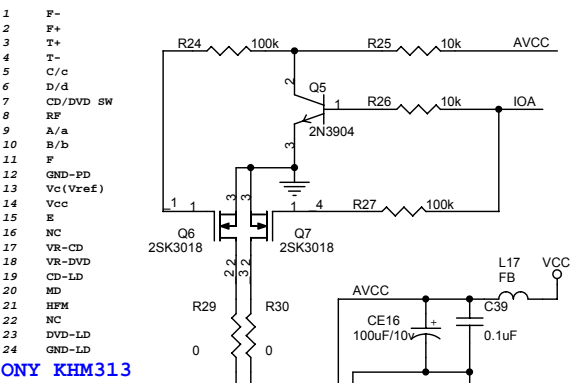 1 F-
2 F+
3 T+
4 T-
5 C/c
6 D/d
7 CD/DVD SW
8 RF
9 A/a
10 B/b
11 F
12 GND-PD
13 Vc(Vref)
14 Vcc
15 E
16 NC
17 VR-CD
18 VR-DVD
19 CD-LD
20 MD
21 HFM
22 NC
23 DVD-LD
24 GND-LD
ONY KHM313
R24 100k R25 10k AVCC
2 Q5
1 R26 10k IOA
2N3904
3
3 3
1 1 1 4 R27 100k
Q6 Q7
2SK3018 2SK3018
2 2 3 2
L17 VCC
FB
AVCC
R29 R30 C39
CE16 +
100uF/10v 0.1uF
0 0